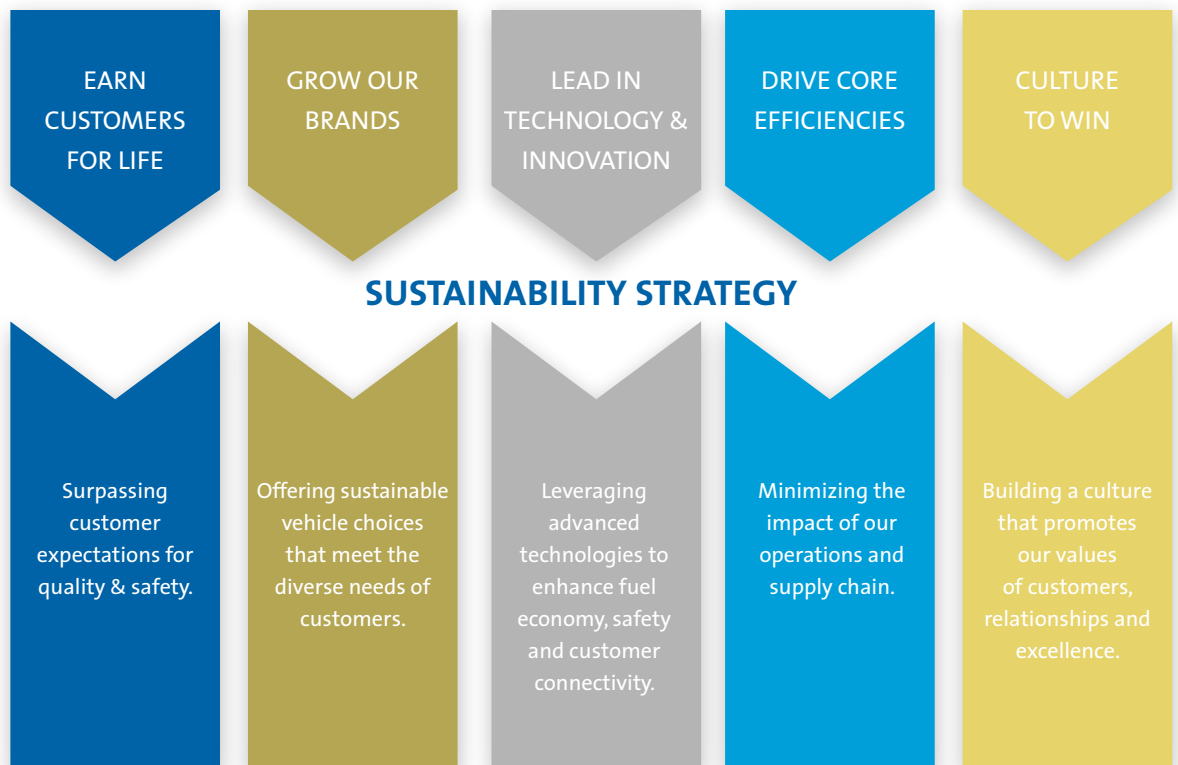 EARN
CUSTOMERS
FOR LIFE
GROW OUR
BRANDS
LEAD IN
TECHNOLOGY &
INNOVATION
DRIVE CORE
EFFICIENCIES
CULTURE
TO WIN
SUSTAINABILITY STRATEGY
Surpassing
customer
expectations for
quality & safety.
Offering sustainable
vehicle choices
that meet the
diverse needs of
customers.
Leveraging
advanced
technologies to
enhance fuel
economy, safety
and customer
connectivity.
Minimizing the
impact of our
operations and
supply chain.
Building a culture
that promotes
our values
of customers,
relationships and
excellence.